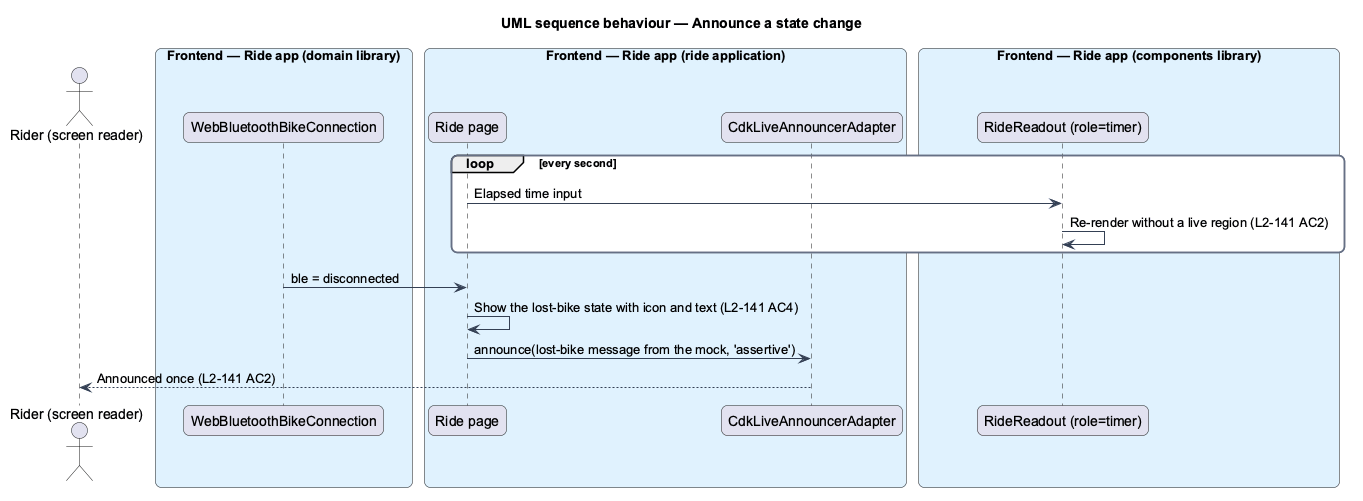 UML sequence behaviour — Announce a state change
Frontend — Ride app (domain library)
Frontend — Ride app (ride application)
Frontend — Ride app (components library)
Rider (screen reader)
WebBluetoothBikeConnection
Ride page
CdkLiveAnnouncerAdapter
RideReadout (role=timer)
loop
[every second]
Elapsed time input
Re-render without a live region (L2-141 AC2)
ble = disconnected
Show the lost-bike state with icon and text (L2-141 AC4)
announce(lost-bike message from the mock, 'assertive')
Announced once (L2-141 AC2)
Rider (screen reader)
WebBluetoothBikeConnection
Ride page
CdkLiveAnnouncerAdapter
RideReadout (role=timer)